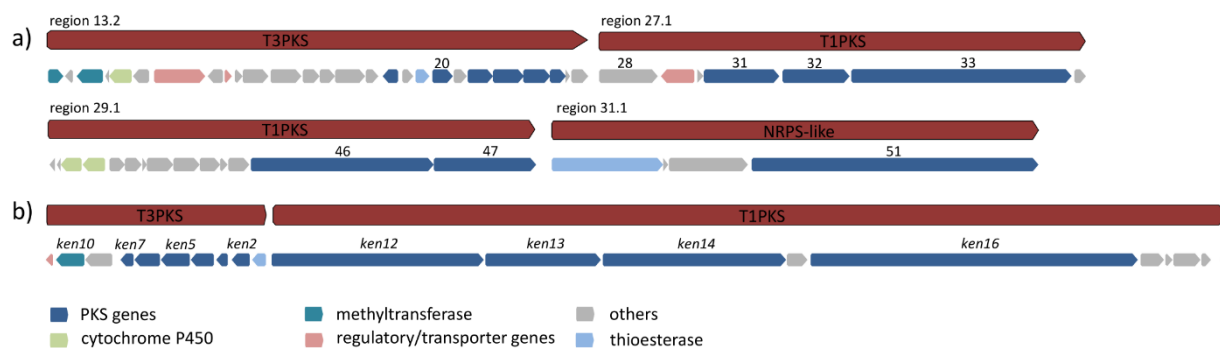 a)
region 13.2
region 27.1
T3PKS
T1PKS
20
28
31
32
33
region 29.1
region 31.1
T1PKS
NRPS-like
46
47
51
b)
T3PKS
T1PKS
ken10
ken7
ken5
ken2
ken12
ken13
ken14
ken16
PKS genes
methyltransferase
others
cytochrome P450
regulatory/transporter genes
thioesterase